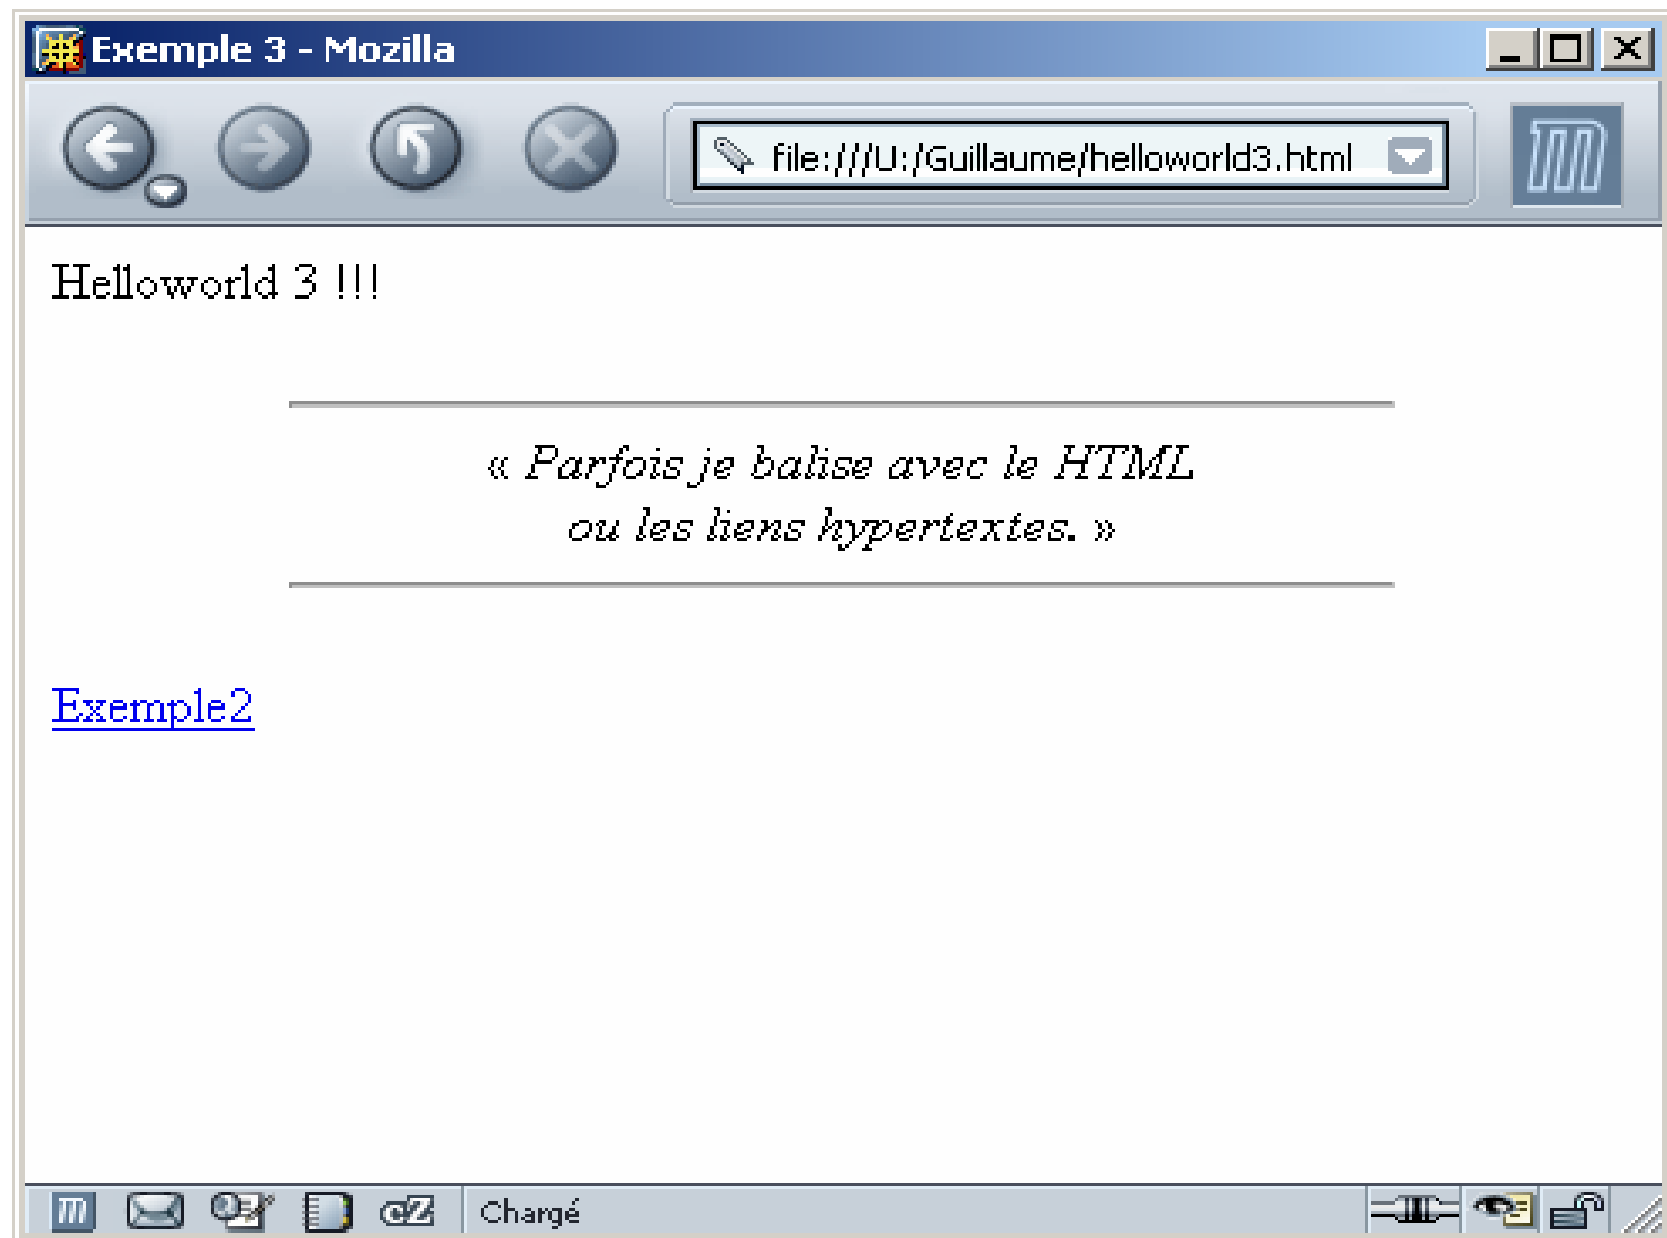 Exemple 3 - Mozilla
file:///U:/Guillaume/helloworld3.html
Helloworld 3 !!!
« Parfois je balise avec le HTML
ou les liens hypertextes. »
Exemple2
Chargé